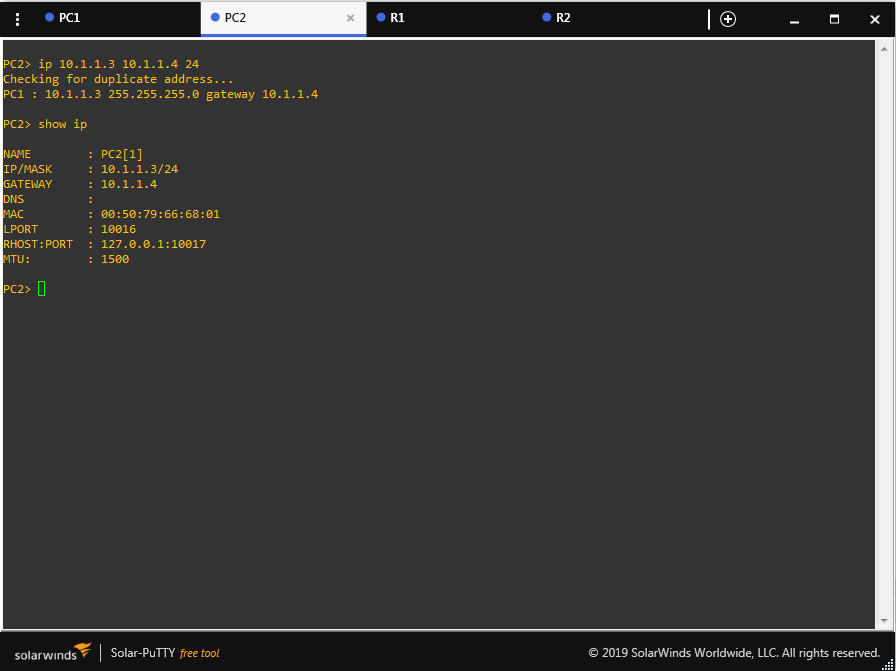 PC1
PC2
R1
R2
PC2> ip 10.1.1.3 10.1.1.4 24
Checking for duplicate address...
PC1 : 10.1.1.3 255.255.255.0 gateway 10.1.1.4
PC2> show ip
NAME        : PC2[1]
IP/MASK     : 10.1.1.3/24
GATEWAY     : 10.1.1.4
DNS         :
MAC         : 00:50:79:66:68:01
LPORT       : 10016
RHOST:PORT  : 127.0.0.1:10017
MTU:        : 1500
PC2>
solarwinds
Solar-PuTTY free tool
© 2019 SolarWinds Worldwide, LLC. All rights reserved.